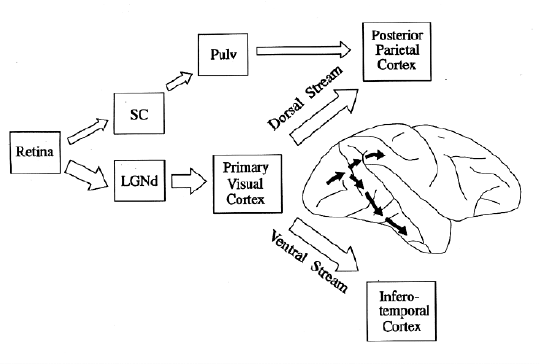 Posterior
Parietal
Cortex
Pulv
Dorsal Stream
SC
Retina
LGNd
Primary
Visual
Cortex
Ventral Stream
Infero-
temporal
Cortex